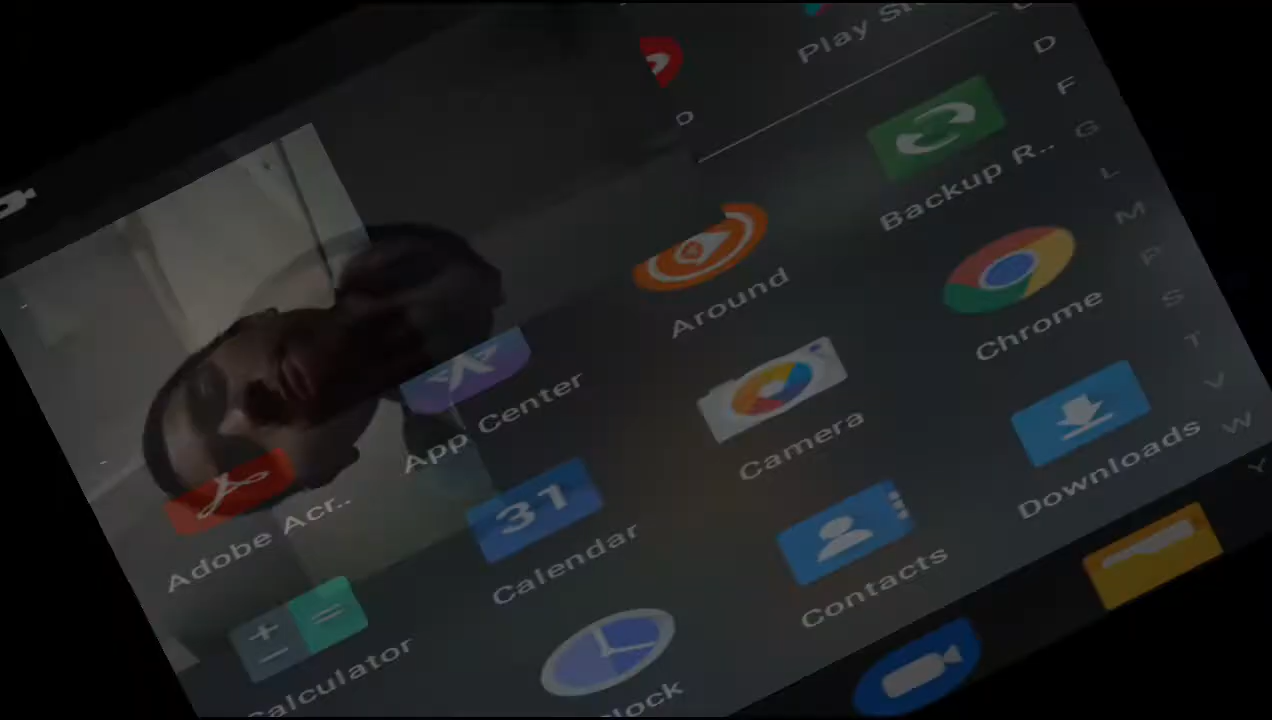 Play St
D
F
G
L
M
P
S
T
V
W
Y
Backup R..
Around
Chrome
App Center
Camera
Downloads
Adobe Acr..
31
Calendar
Contacts
Calculator
lock